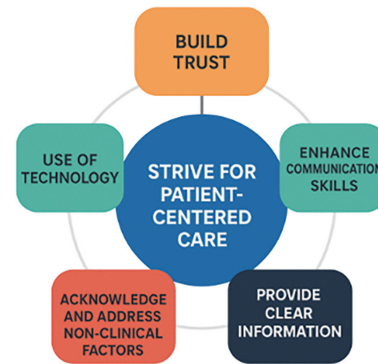 BUILD
TRUST
USE OF
TECHNOLOGY
STRIVE FOR
PATIENT-
CENTERED
CARE
ENHANCE
COMMUNICATION
SKILLS
ACKNOWLEDGE
AND ADDRESS
NON-CLINICAL
FACTORS
PROVIDE
CLEAR
INFORMATION